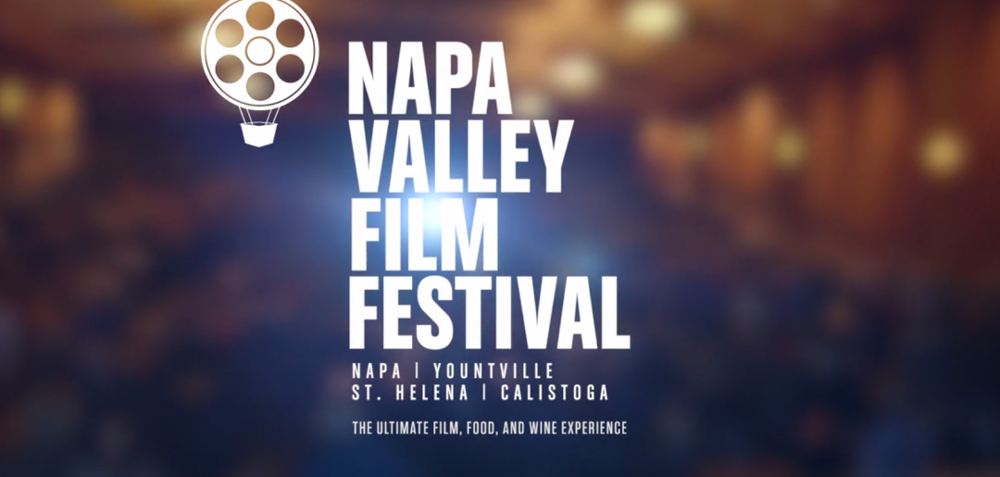 NAPA
VALLEY
FILM
FESTIVAL
NAPA | YOUNTVILLE
ST. HELENA | CALISTOGA
THE ULTIMATE FILM, FOOD, AND WINE EXPERIENCE